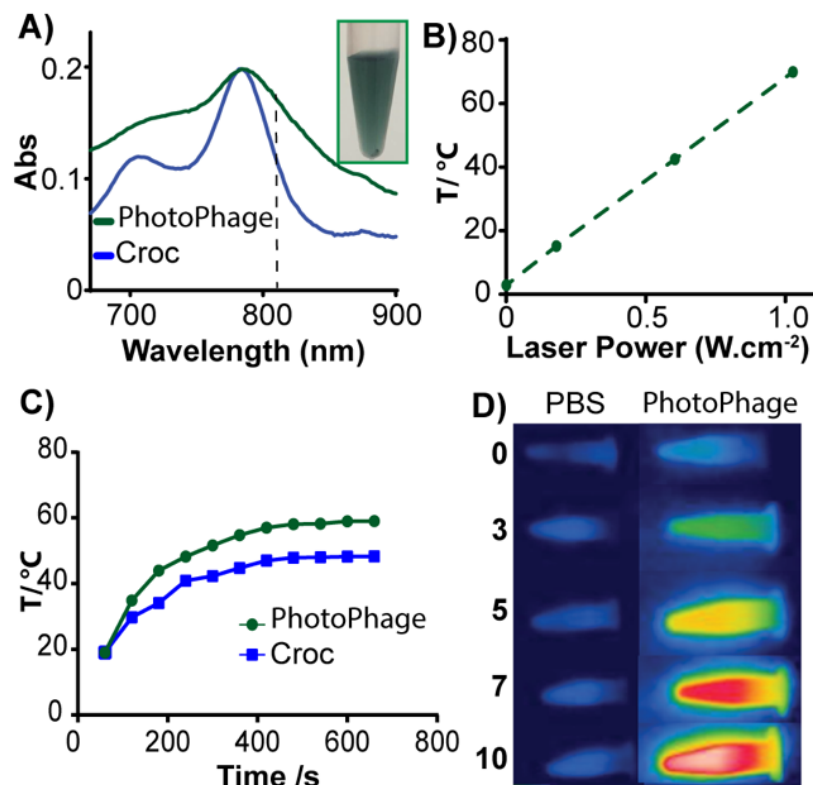 A)
0.2
0.1
0
Abs
PhotoPhage
Croc
700
800
900
Wavelength (nm)
B)
80
60
40
20
0
T/°C
0
0.5
1.0
Laser Power (W.cm-2)
C)
80
60
40
20
0
T/°C
PhotoPhage
Croc
0
200
400
600
800
Time /s
D)
PBS
PhotoPhage
0
3
5
7
10